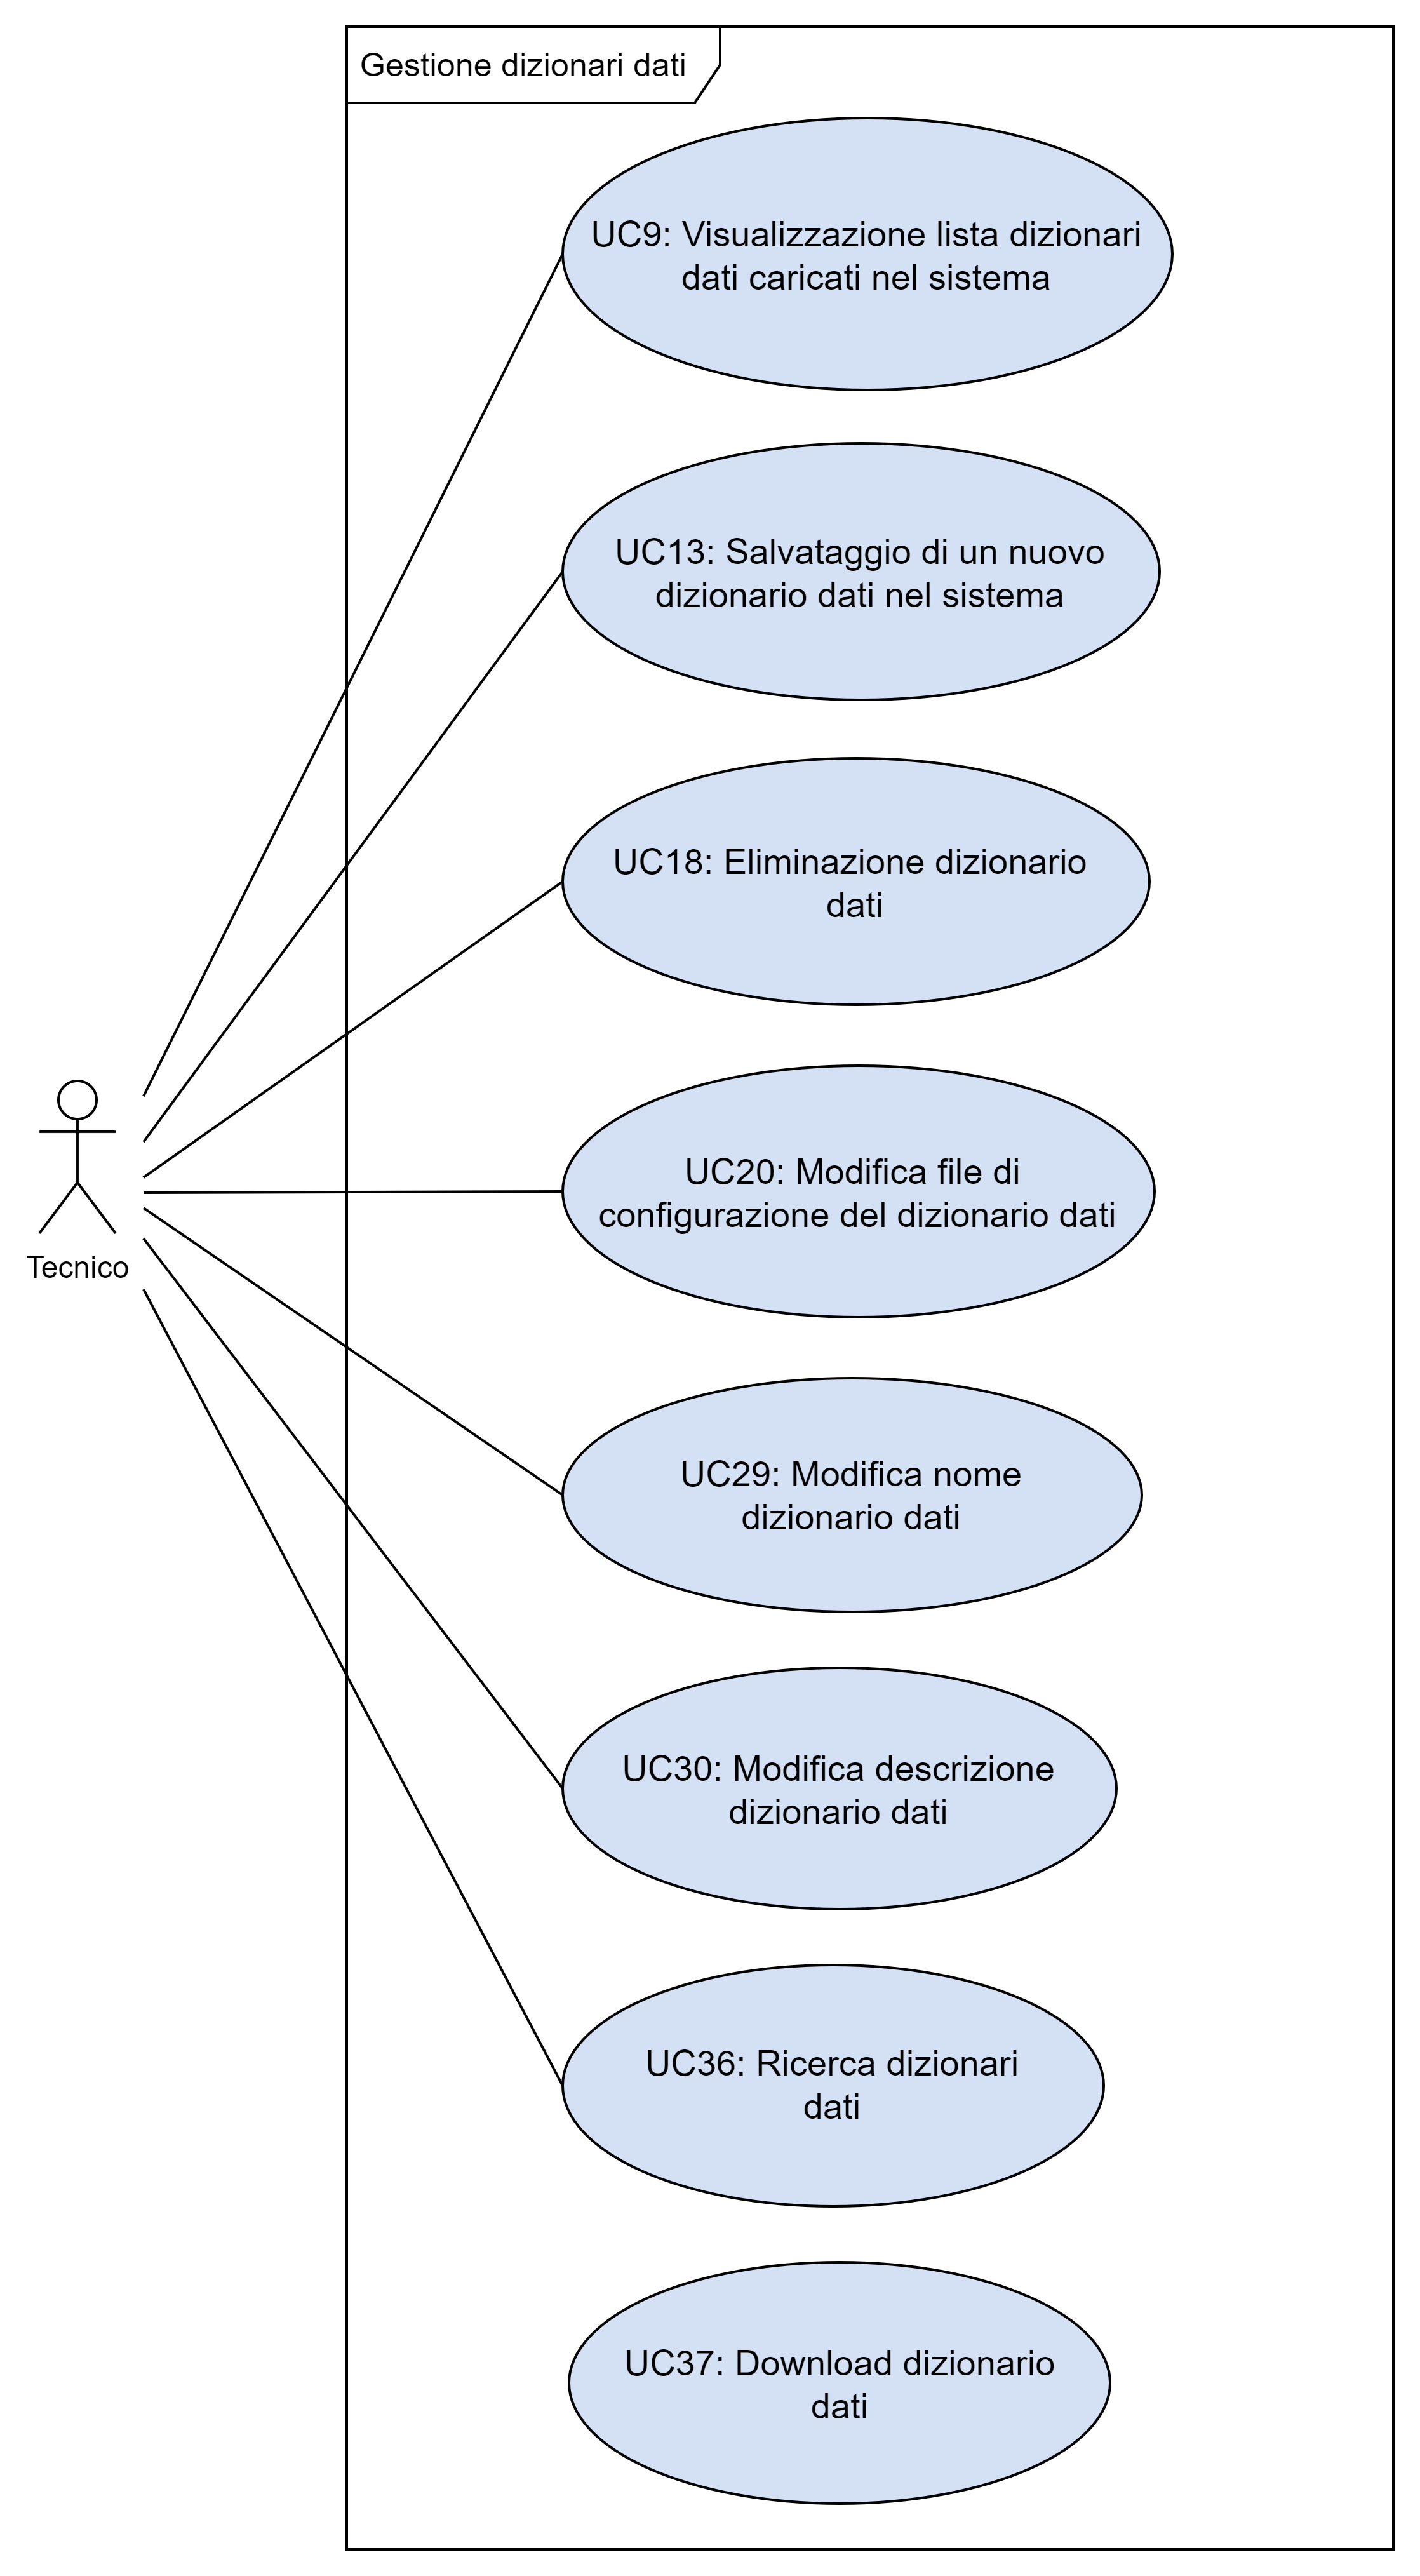 Gestione dizionari dati
UC9: Visualizzazione lista dizionari
dati caricati nel sistema
UC13: Salvataggio di un nuovo
dizionario dati nel sistema
UC18: Eliminazione dizionario
dati
UC20: Modifica file di
configurazione del dizionario dati
Tecnico
UC29: Modifica nome
dizionario dati
UC30: Modifica descrizione
dizionario dati
UC36: Ricerca dizionari
dati
UC37: Download dizionario
dati